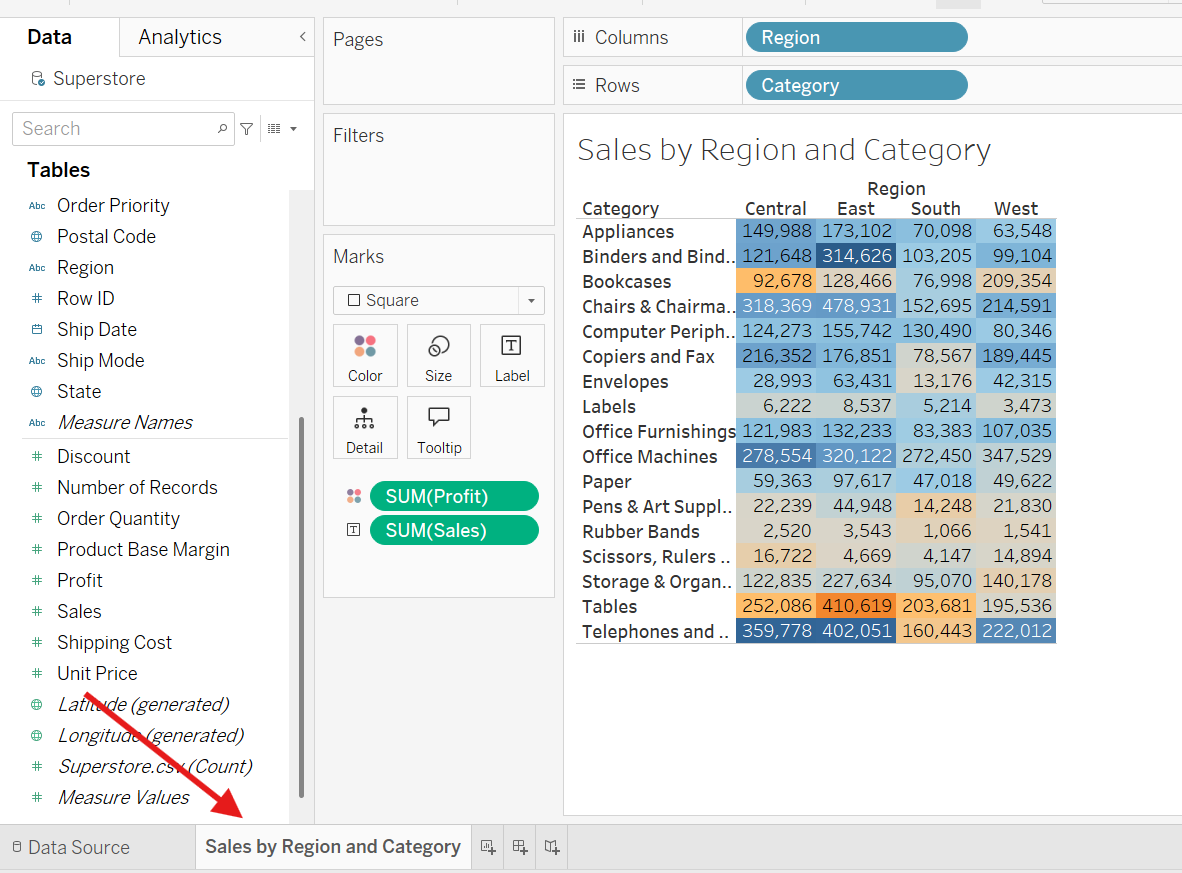 Data Analytics
Superstore
Search
Tables
Abc Order Priority
Postal Code
Abc Region
# Row ID
Ship Date
Abc Ship Mode
State
Abc Measure Names
# Discount
# Number of Records
# Order Quantity
# Product Base Margin
# Profit
# Sales
# Shipping Cost
# Unit Price
Latitude (generated)
Longitude (generated)
# Superstore.csv (Count)
# Measure Values
Pages
Filters
Marks
Square
Color Size T Label
Detail Tooltip
SUM(Profit)
T SUM(Sales)
iii Columns Region
Rows Category
Sales by Region and Category
Region
Category Central East South West
Appliances 149,988 173,102 70,098 63,548
Binders and Bind.. 121,648 314,626 103,205 99,104
Bookcases 92,678 128,466 76,998 209,354
Chairs & Chairma.. 318,369 478,931 152,695 214,591
Computer Periph.. 124,273 155,742 130,490 80,346
Copiers and Fax 216,352 176,851 78,567 189,445
Envelopes 28,993 63,431 13,176 42,315
Labels 6,222 8,537 5,214 3,473
Office Furnishings 121,983 132,233 83,383 107,035
Office Machines 278,554 320,122 272,450 347,529
Paper 59,363 97,617 47,018 49,622
Pens & Art Suppl.. 22,239 44,948 14,248 21,830
Rubber Bands 2,520 3,543 1,066 1,541
Scissors, Rulers .. 16,722 4,669 4,147 14,894
Storage & Organ.. 122,835 227,634 95,070 140,178
Tables 252,086 410,619 203,681 195,536
Telephones and .. 359,778 402,051 160,443 222,012
Data Source Sales by Region and Category